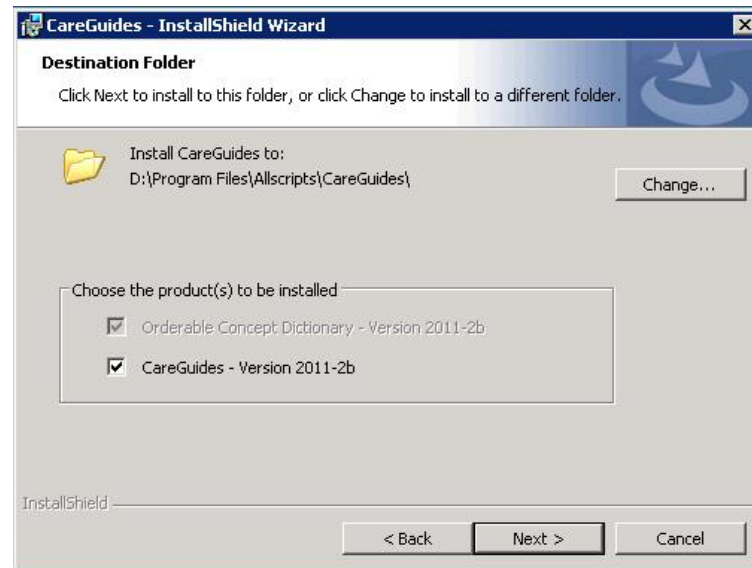 CareGuides - InstallShield Wizard
Destination Folder
Click Next to install to this folder, or click Change to install to a different folder.
Install CareGuides to:
D:\Program Files\Allscripts\CareGuides\
Change...
Choose the product(s) to be installed
Orderable Concept Dictionary - Version 2011-2b
CareGuides - Version 2011-2b
InstallShield
< Back
Next >
Cancel